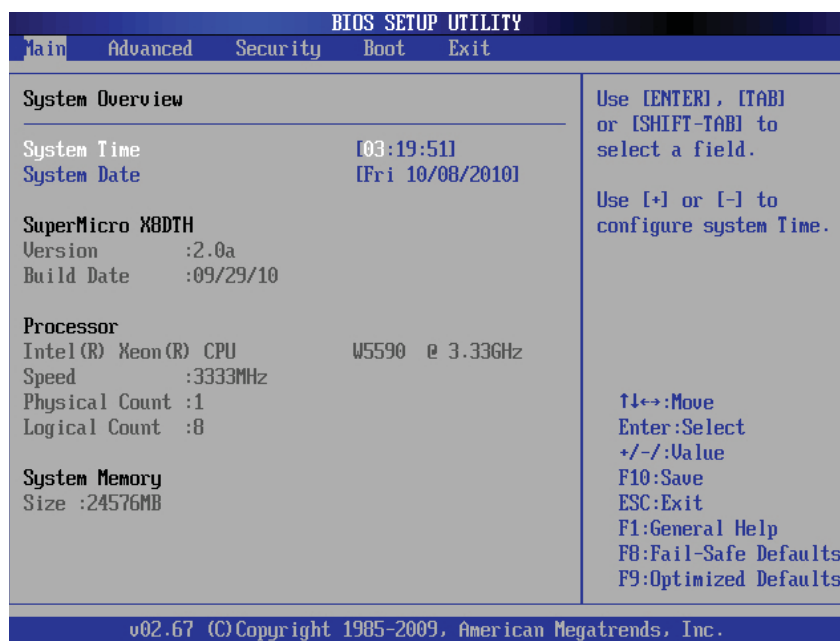 BIOS SETUP UTILITY
Main Advanced Security Boot Exit
System Overview
System Time [03:19:51]
System Date [Fri 10/08/2010]
SuperMicro X8DTH
Version :2.0a
Build Date :09/29/10
Processor
Intel(R) Xeon(R) CPU W5590 @ 3.33GHz
Speed :3333MHz
Physical Count :1
Logical Count :8
System Memory
Size :24576MB
Use [ENTER], [TAB]
or [SHIFT-TAB] to
select a field.
Use [+] or [-] to
configure system Time.
↑↓←→:Move
Enter:Select
+/-/:Value
F10:Save
ESC:Exit
F1:General Help
F8:Fail-Safe Defaults
F9:Optimized Defaults
v02.67 (C)Copyright 1985-2009, American Megatrends, Inc.